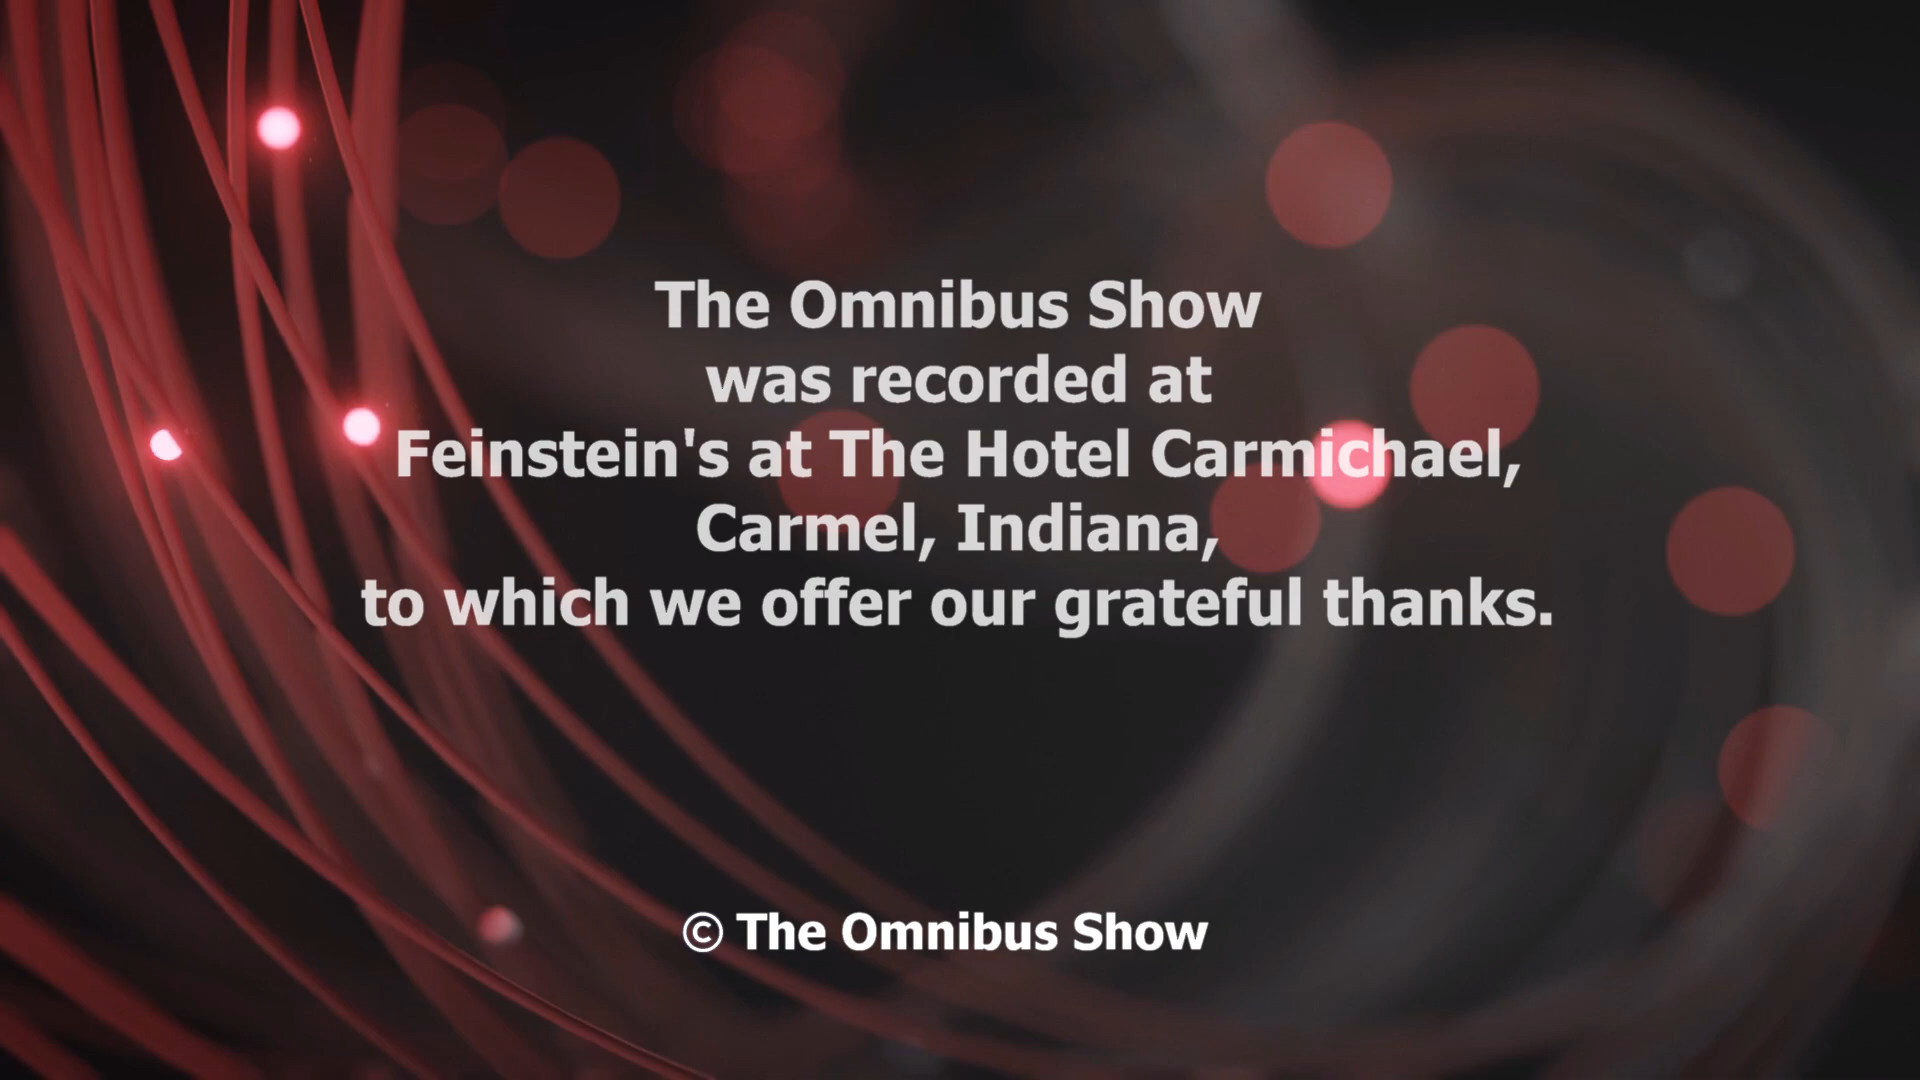 The Omnibus Show
was recorded at
Feinstein's at The Hotel Carmichael,
Carmel, Indiana,
to which we offer our grateful thanks.
© The Omnibus Show